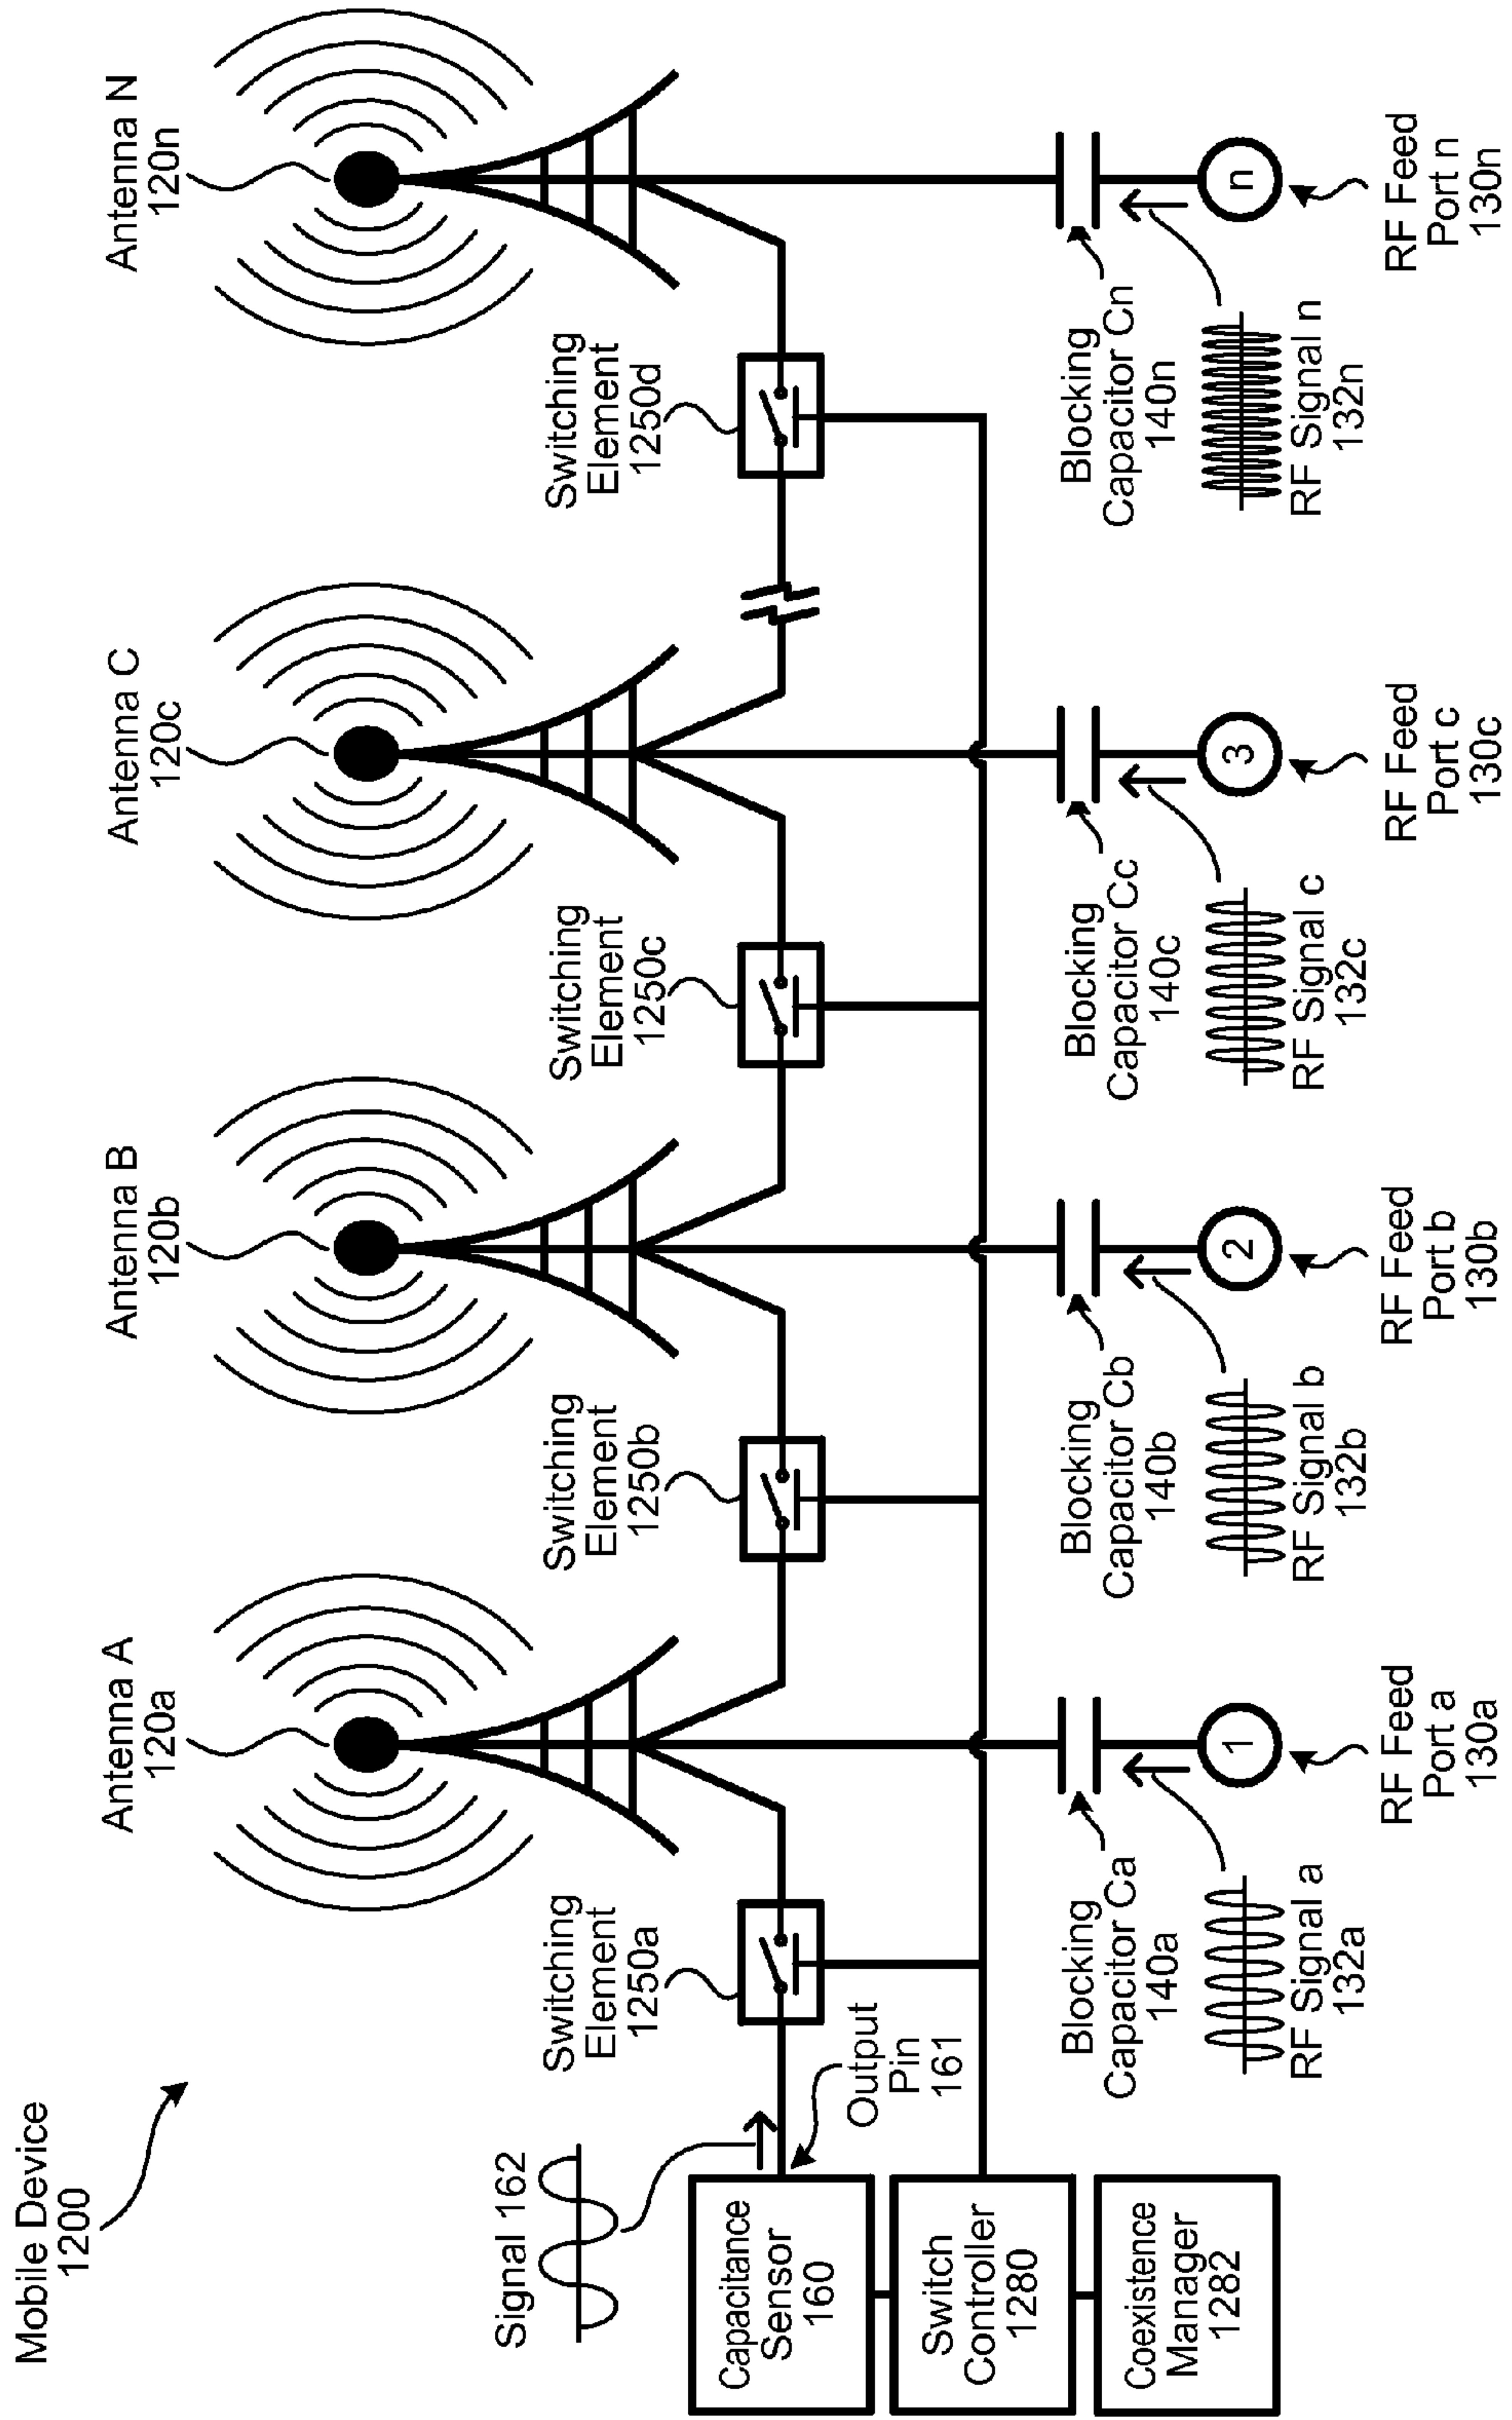 Mobile Device
1200
Antenna A
120a
Antenna B
120b
Antenna C
120c
Antenna N
120n
Signal 162
Switching
Element
1250a
Switching
Element
1250b
Switching
Element
1250c
Switching
Element
1250d
Capacitance
Sensor
160
Output
Pin
161
Switch
Controller
1280
Coexistence
Manager
1282
Blocking
Capacitor Ca
140a
Blocking
Capacitor Cb
140b
Blocking
Capacitor Cc
140c
Blocking
Capacitor Cn
140n
RF Signal a
132a
1
RF Signal b
132b
2
RF Signal c
132c
3
RF Signal n
132n
n
RF Feed
Port a
130a
RF Feed
Port b
130b
RF Feed
Port c
130c
RF Feed
Port n
130n